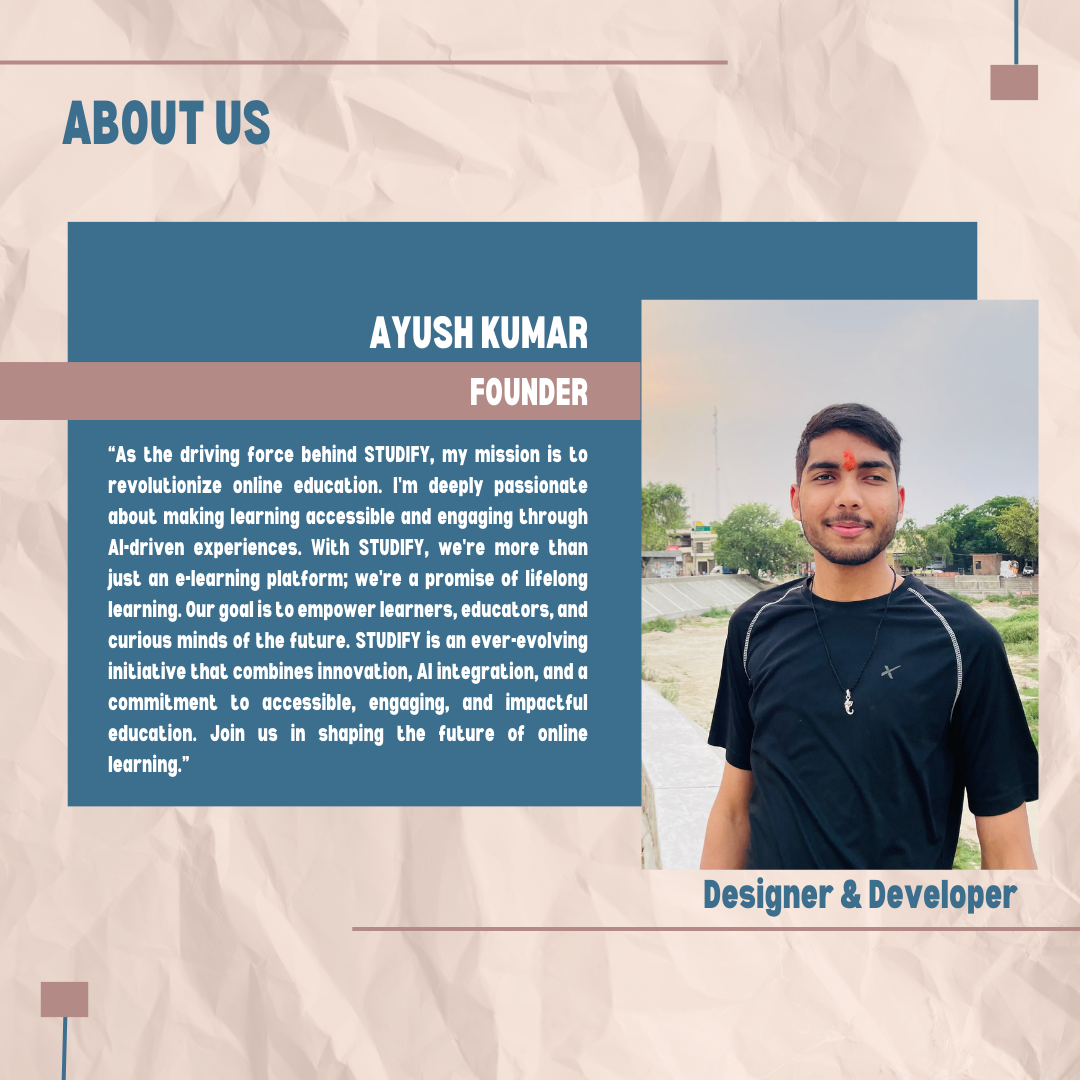 ABOUT US
AYUSH KUMAR
FOUNDER
“As the driving force behind STUDIFY, my mission is to
revolutionize online education. I'm deeply passionate
about making learning accessible and engaging through
AI-driven experiences. With STUDIFY, we're more than
just an e-learning platform; we're a promise of lifelong
learning. Our goal is to empower learners, educators, and
curious minds of the future. STUDIFY is an ever-evolving
initiative that combines innovation, AI integration, and a
commitment to accessible, engaging, and impactful
education. Join us in shaping the future of online
learning.”
Designer & Developer